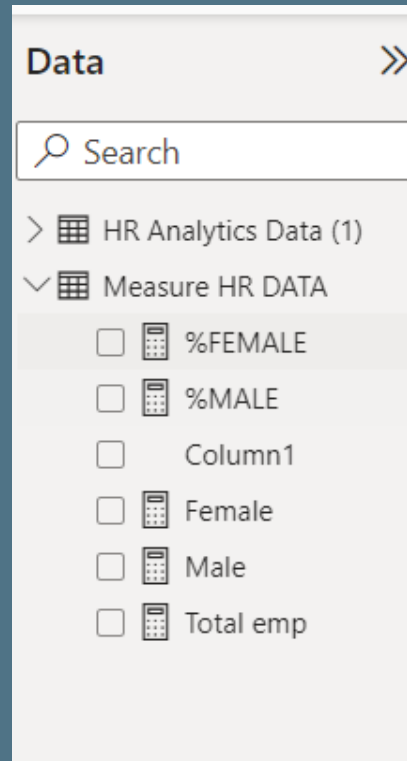 Data
Search
HR Analytics Data (1)
Measure HR DATA
%FEMALE
%MALE
Column1
Female
Male
Total emp